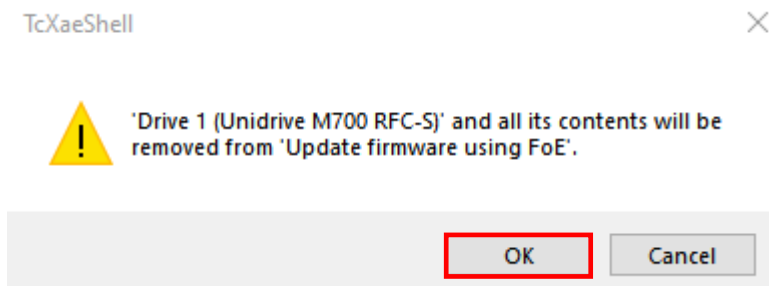 TcXaeShell
'Drive 1 (Unidrive M700 RFC-S)' and all its contents will be
removed from 'Update firmware using FoE'.
OK
Cancel